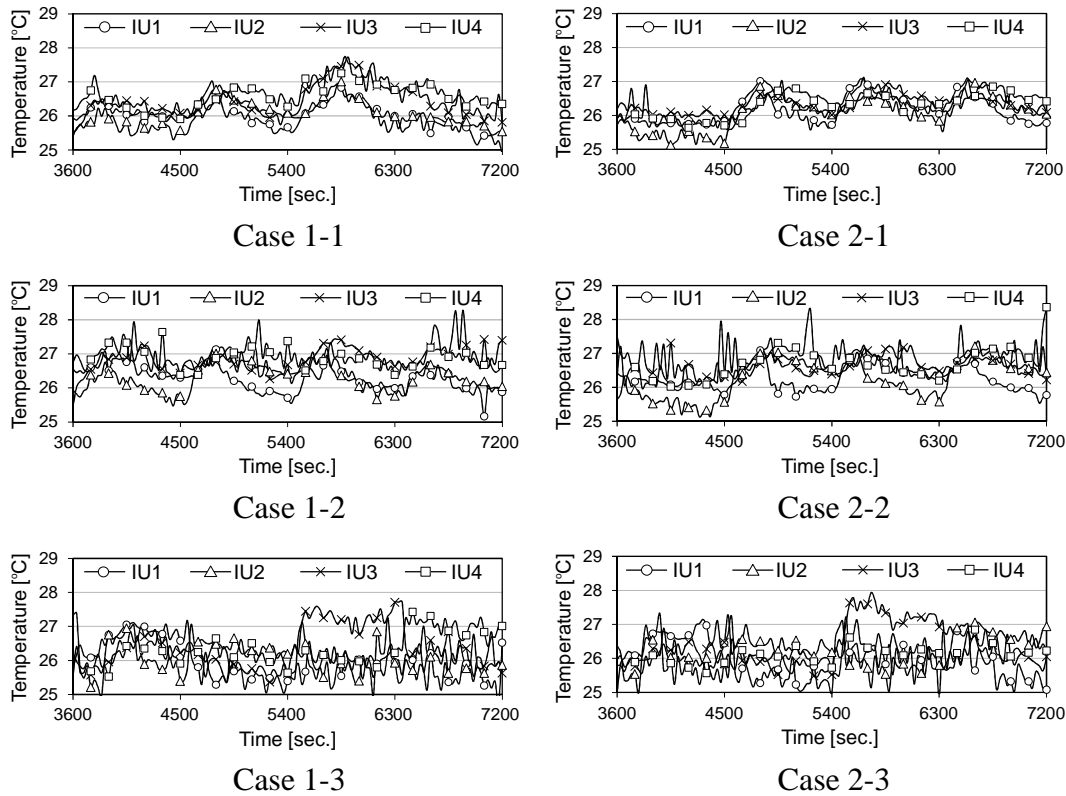 Temperature [°C]
29
28
27
26
25
IU1 IU2 IU3 IU4
3600 4500 5400 6300 7200
Time [sec.]
Case 1-1
Temperature [°C]
29
28
27
26
25
IU1 IU2 IU3 IU4
3600 4500 5400 6300 7200
Time [sec.]
Case 2-1
Temperature [°C]
29
28
27
26
25
IU1 IU2 IU3 IU4
3600 4500 5400 6300 7200
Time [sec.]
Case 1-2
Temperature [°C]
29
28
27
26
25
IU1 IU2 IU3 IU4
3600 4500 5400 6300 7200
Time [sec.]
Case 2-2
Temperature [°C]
29
28
27
26
25
IU1 IU2 IU3 IU4
3600 4500 5400 6300 7200
Time [sec.]
Case 1-3
Temperature [°C]
29
28
27
26
25
IU1 IU2 IU3 IU4
3600 4500 5400 6300 7200
Time [sec.]
Case 2-3